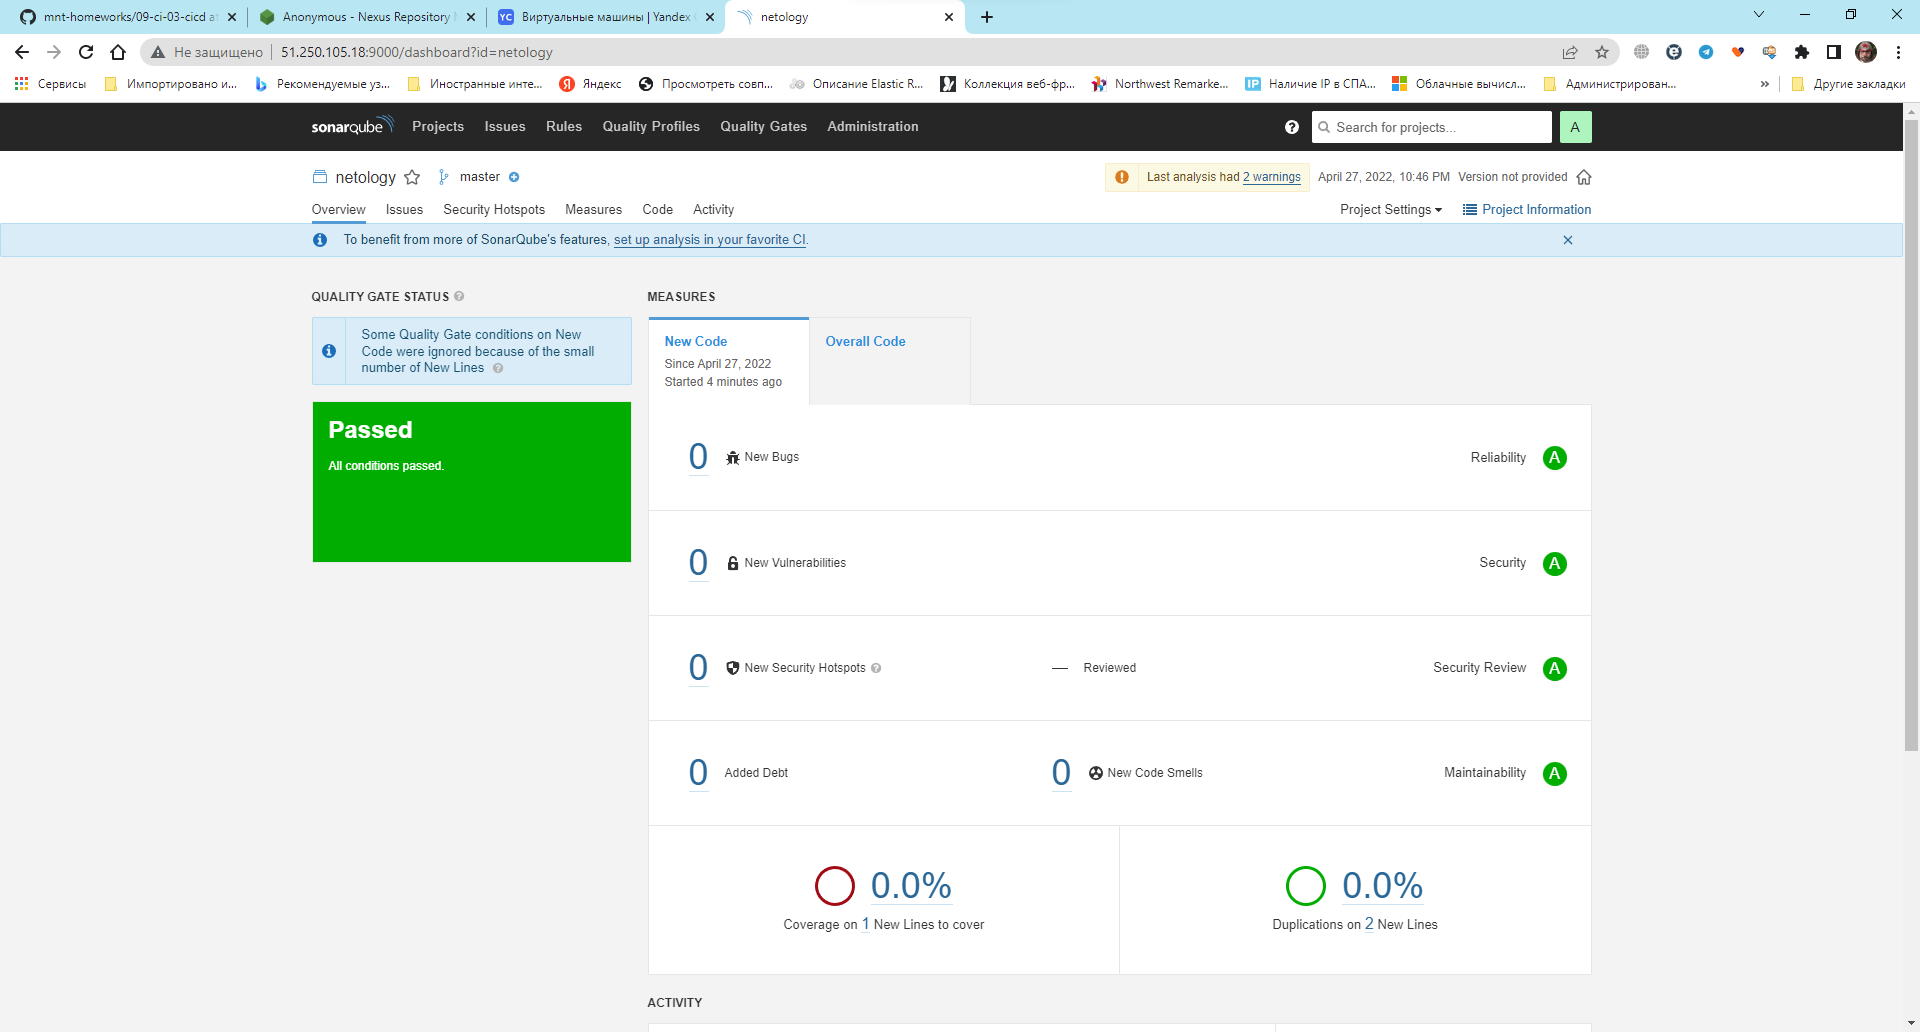 mnt-homeworks/09-ci-03-cicd at
Anonymous - Nexus Repository M
Виртуальные машины | Yandex
netology
Не защищено
51.250.105.18:9000/dashboard?id=netology
Сервисы
Импортировано и...
Рекомендуемые уз...
Иностранные инте...
Яндекс
Просмотреть совп...
Описание Elastic R...
Коллекция веб-фр...
Northwest Remarke...
Наличие IP в СПА...
Облачные вычисл...
Администрирован...
»
Другие закладки
sonarqube
Projects
Issues
Rules
Quality Profiles
Quality Gates
Administration
Search for projects...
A
netology
master
Last analysis had 2 warnings
April 27, 2022, 10:46 PM
Version not provided
Overview
Issues
Security Hotspots
Measures
Code
Activity
Project Settings
Project Information
To benefit from more of SonarQube's features, set up analysis in your favorite CI.
QUALITY GATE STATUS
Some Quality Gate conditions on New
Code were ignored because of the small
number of New Lines
Passed
All conditions passed.
MEASURES
New Code
Since April 27, 2022
Started 4 minutes ago
Overall Code
0 New Bugs
Reliability A
0 New Vulnerabilities
Security A
0 New Security Hotspots
— Reviewed
Security Review A
0 Added Debt
0 New Code Smells
Maintainability A
0.0%
Coverage on 1 New Lines to cover
0.0%
Duplications on 2 New Lines
ACTIVITY